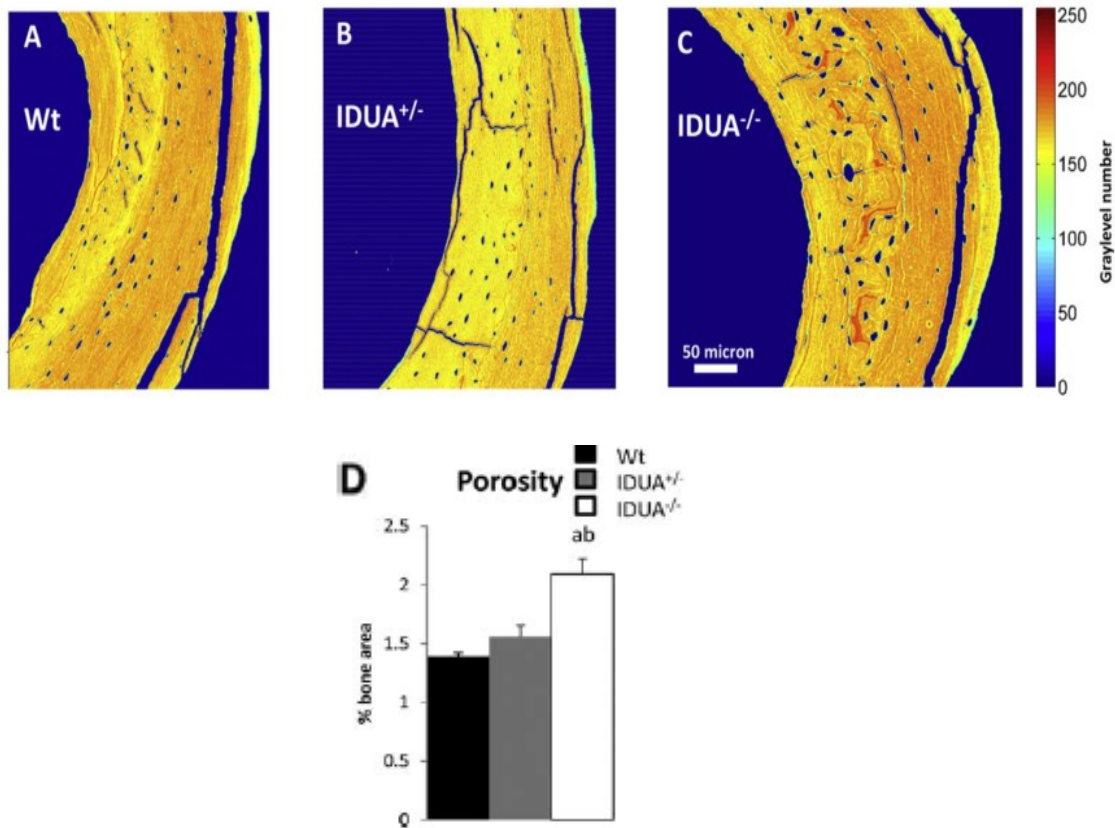 A
Wt
B
IDUA+/-
C
IDUA-/-
50 micron
250
200
150
100
50
0
Graylevel number
D
Porosity
Wt
IDUA+/-
IDUA-/-
ab
2.5
2
1.5
1
0.5
0
% bone area